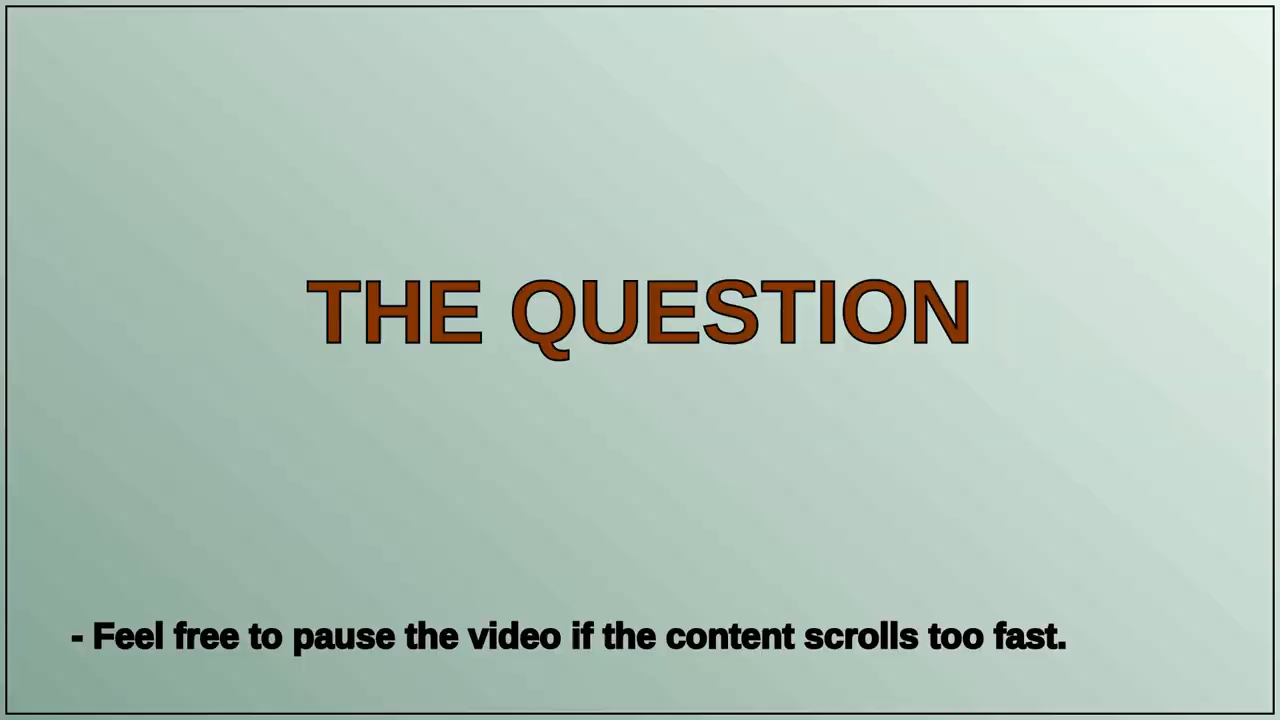 THE QUESTION
- Feel free to pause the video if the content scrolls too fast.